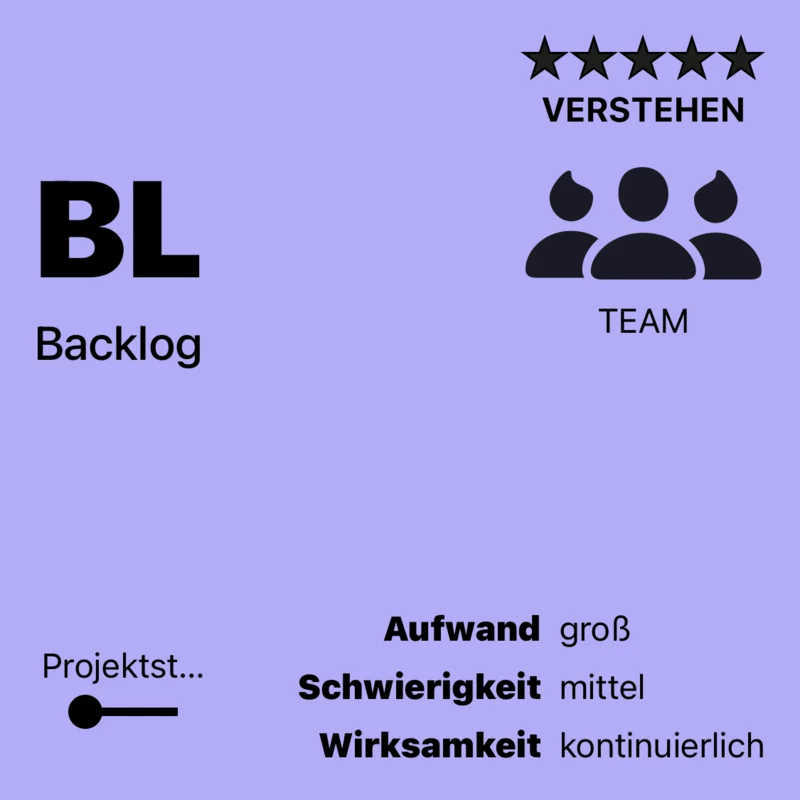 ★★★★★
VERSTEHEN
BL
Backlog
TEAM
Projektst...
Aufwand groß
Schwierigkeit mittel
Wirksamkeit kontinuierlich